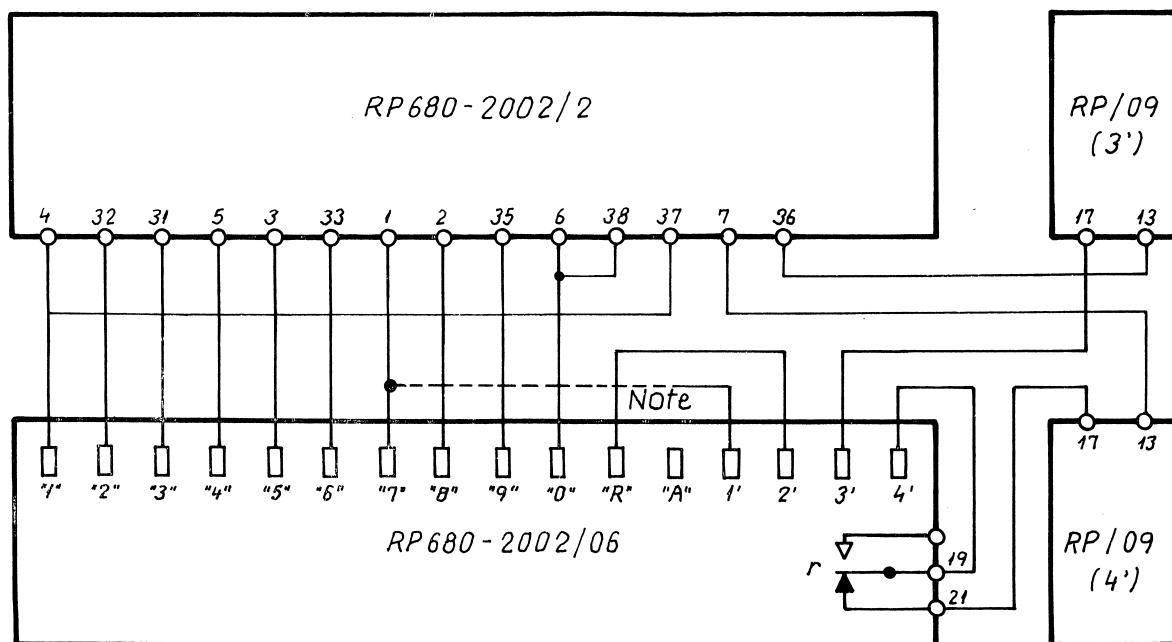 RP680-2002/2
RP/09
(3')
4 32 31 5 3 33 1 2 35 6 38 37 7 36
17 13
Note
"1" "2" "3" "4" "5" "6" "7" "8" "9" "0" "R" "A" 1' 2' 3' 4'
17 13
RP680-2002/06
r
19
21
RP/09
(4')